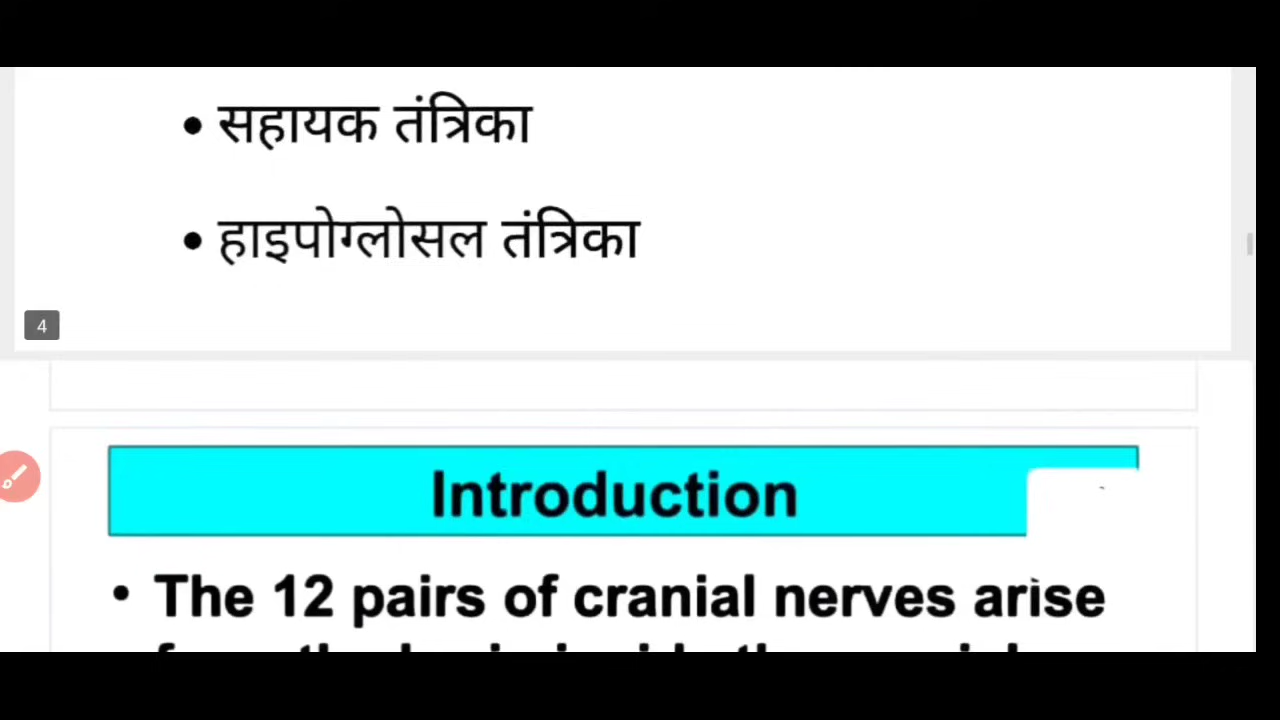 • सहायक तंत्रिका
• हाइपोग्लोसल तंत्रिका
4
Introduction
• The 12 pairs of cranial nerves arise